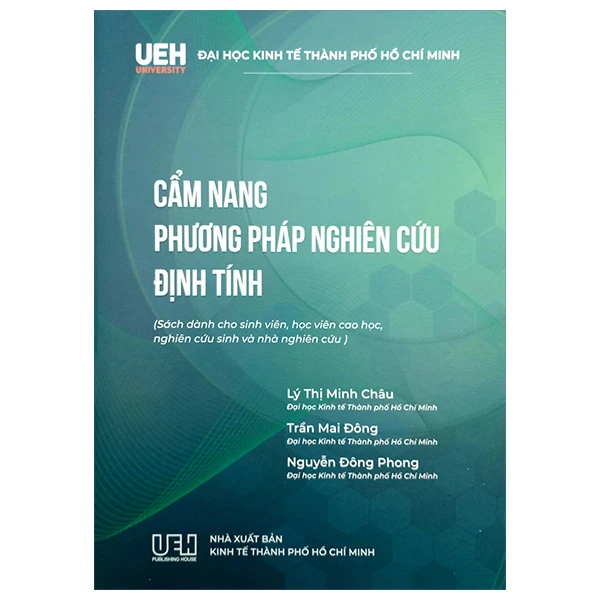 UEH
UNIVERSITY
ĐẠI HỌC KINH TẾ THÀNH PHỐ HỒ CHÍ MINH
CẨM NANG
PHƯƠNG PHÁP NGHIÊN CỨU
ĐỊNH TÍNH
(Sách dành cho sinh viên, học viên cao học,
nghiên cứu sinh và nhà nghiên cứu )
Lý Thị Minh Châu
Đại học Kinh tế Thành phố Hồ Chí Minh
Trần Mai Đông
Đại học Kinh tế Thành phố Hồ Chí Minh
Nguyễn Đông Phong
Đại học Kinh tế Thành phố Hồ Chí Minh
UEH
PUBLISHING HOUSE
NHÀ XUẤT BẢN
KINH TẾ THÀNH PHỐ HỒ CHÍ MINH